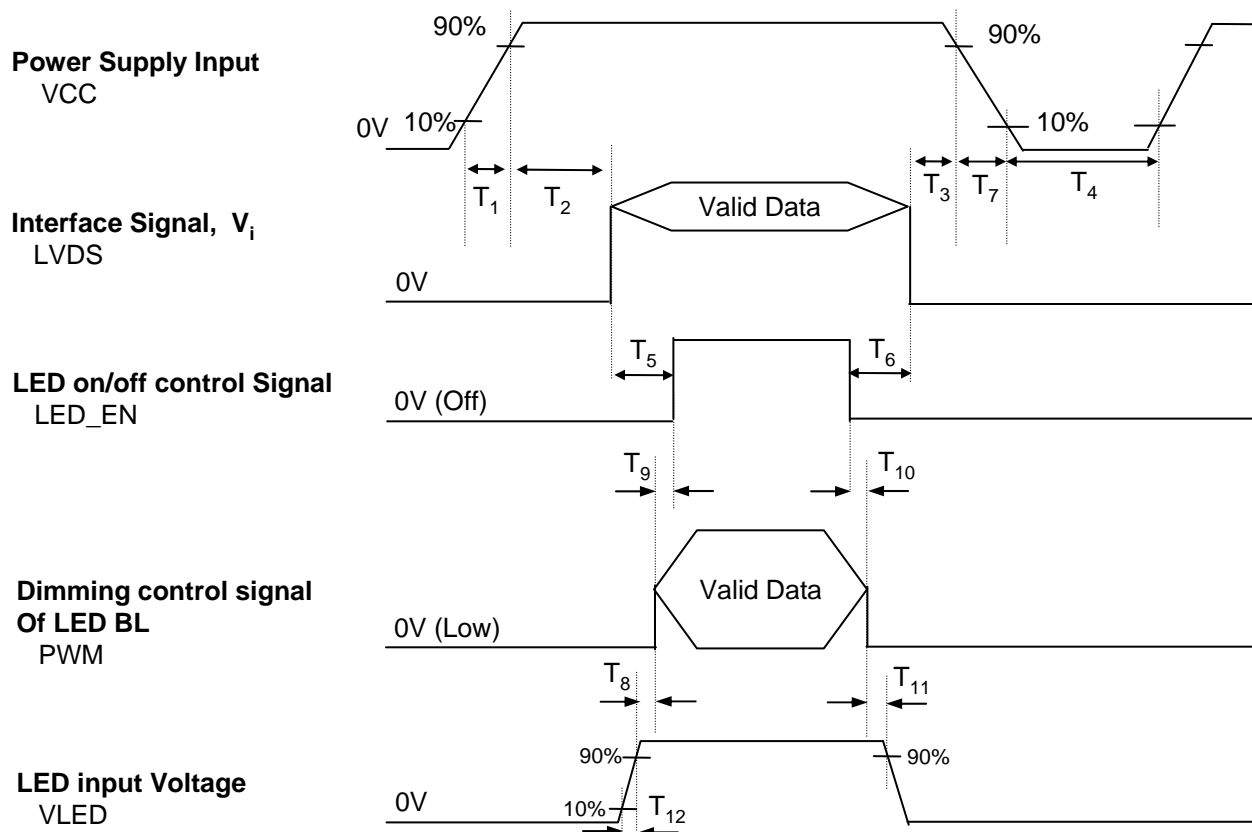 90%
90%
Power Supply Input
VCC
0V
10%
10%
T1
T2
T3
T7
T4
Interface Signal, Vi
LVDS
Valid Data
0V
T5
T6
LED on/off control Signal
LED_EN
0V (Off)
T9
T10
Dimming control signal
Of LED BL
PWM
Valid Data
0V (Low)
T8
T11
LED input Voltage
VLED
90%
90%
0V
10%
T12